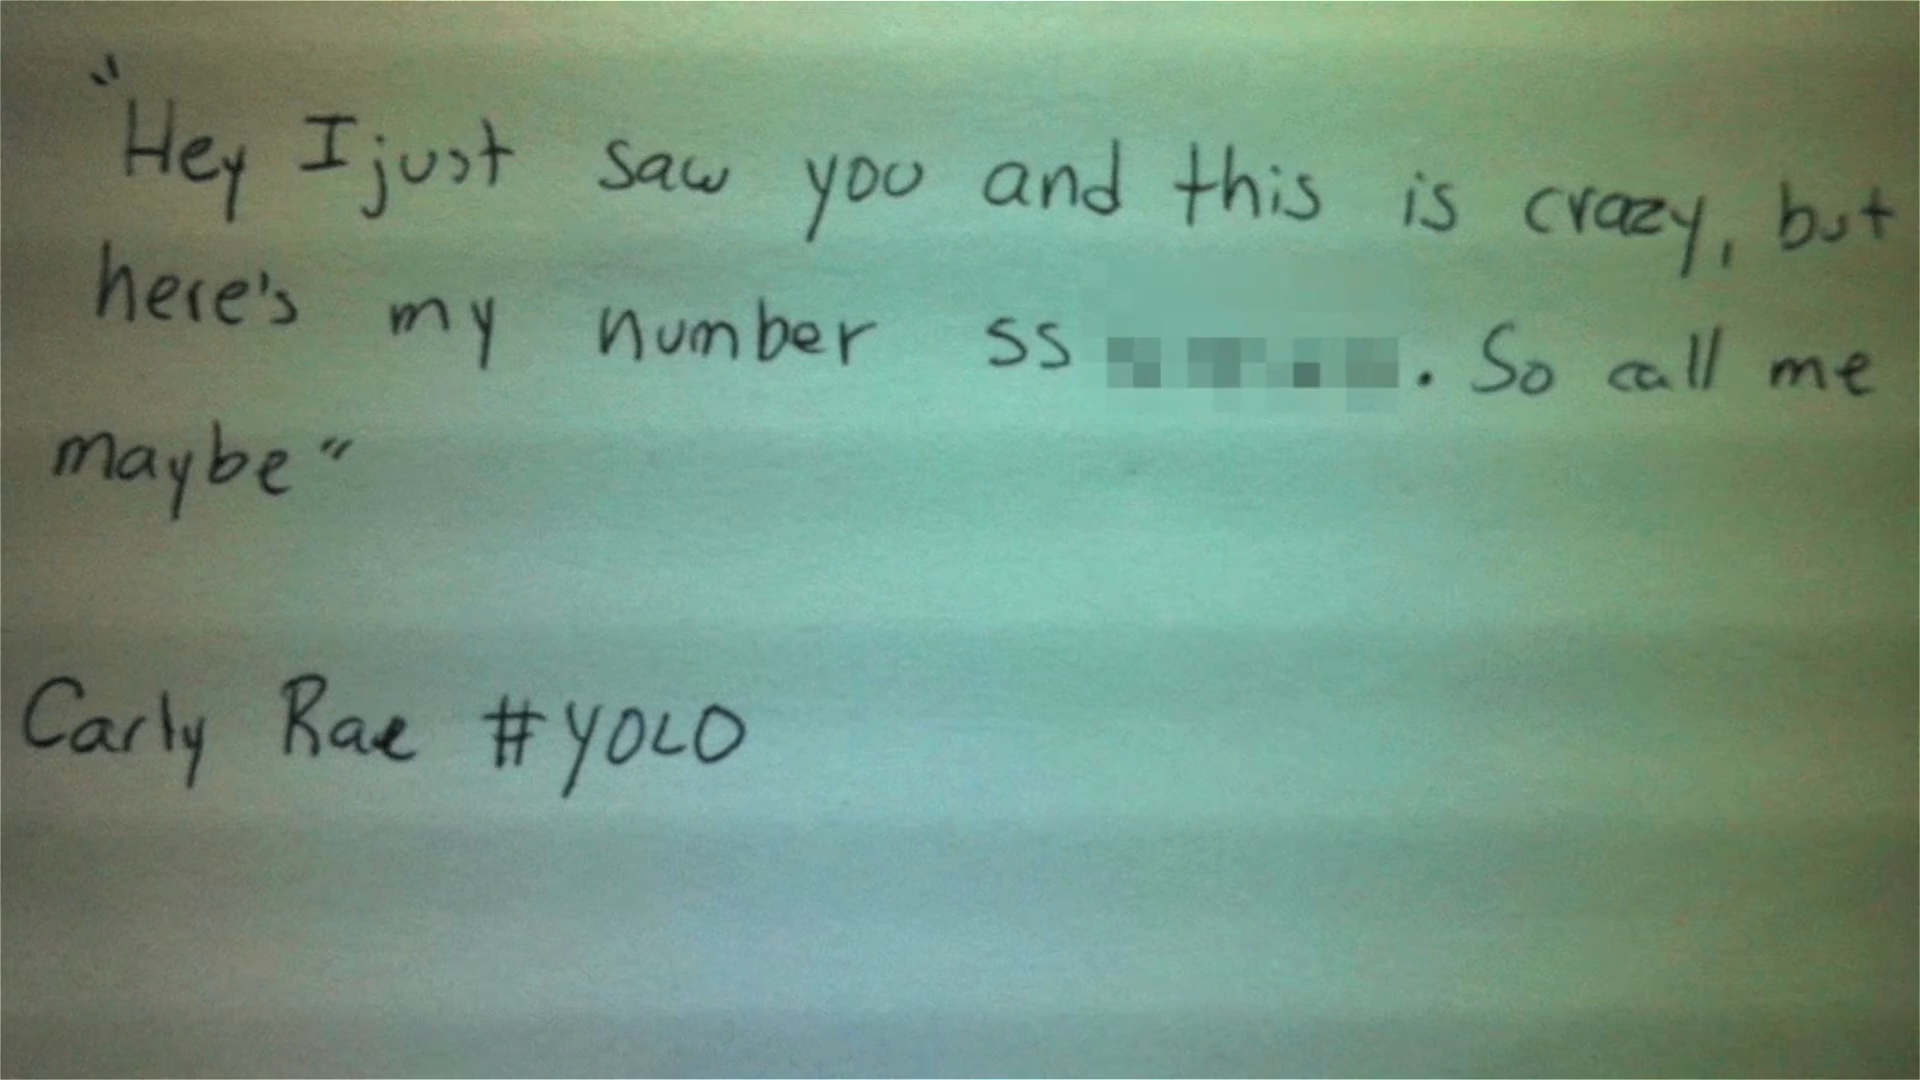 "Hey I just saw you and this is crazy, but
here's my number 55 . So call me
maybe"
Carly Rae #YOLO